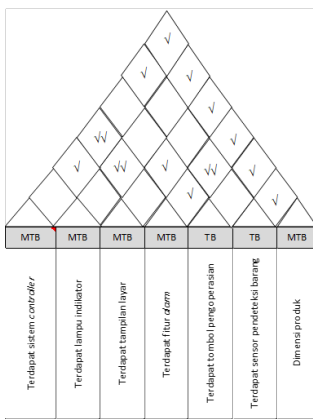 √
√ √
√
√√ √
√ √√ √ √√ √
√ √
MTB MTB MTB MTB TB TB MTB
Terdapat sistem controller
Terdapat lampu indikator
Terdapat tampilan layar
Terdapat fitur alarm
Terdapat tombol pengoperasian
Terdapat sensor pendeteksi barang
Dimensi produk